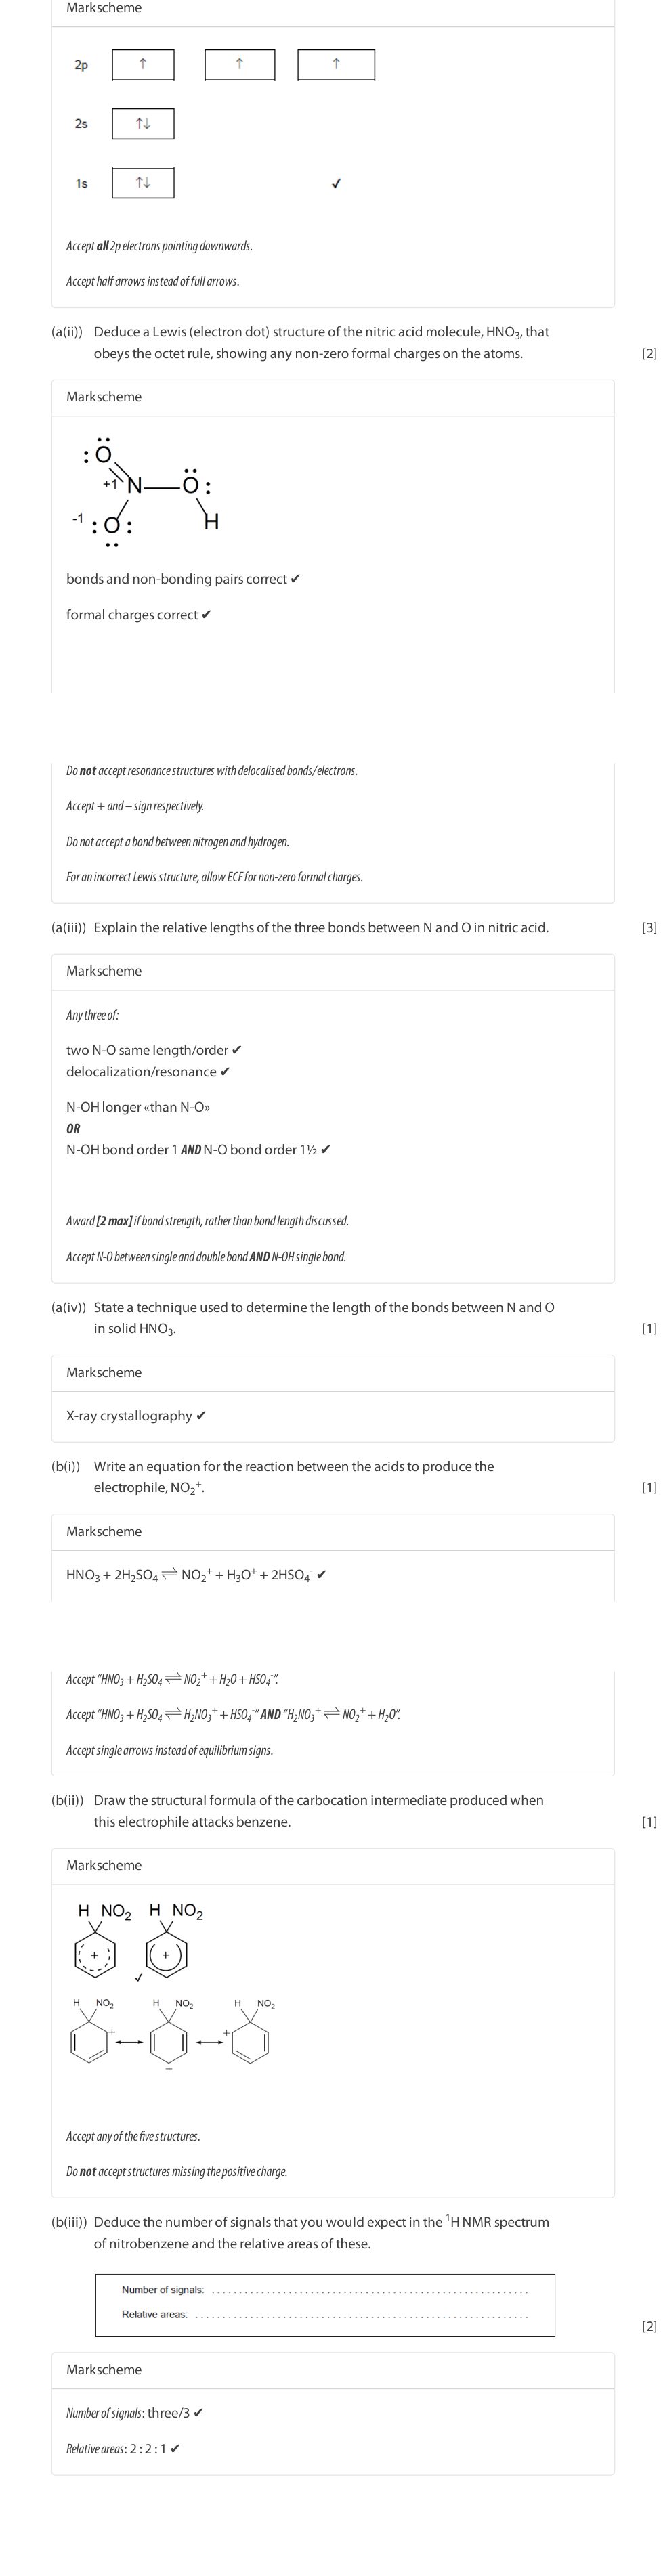 Markscheme
2p ↑ ↑ ↑
2s ↑↓
1s ↑↓ ✓
Accept all 2p electrons pointing downwards.
Accept half arrows instead of full arrows.
(a(ii)) Deduce a Lewis (electron dot) structure of the nitric acid molecule, HNO₃, that
obeys the octet rule, showing any non-zero formal charges on the atoms. [2]
Markscheme
O
+1 N O
-1 O H
bonds and non-bonding pairs correct ✔
formal charges correct ✔
Do not accept resonance structures with delocalised bonds/electrons.
Accept + and – sign respectively.
Do not accept a bond between nitrogen and hydrogen.
For an incorrect Lewis structure, allow ECF for non-zero formal charges.
(a(iii)) Explain the relative lengths of the three bonds between N and O in nitric acid. [3]
Markscheme
Any three of:
two N-O same length/order ✔
delocalization/resonance ✔
N-OH longer «than N-O»
OR
N-OH bond order 1 AND N-O bond order 1½ ✔
Award [2 max] if bond strength, rather than bond length discussed.
Accept N-O between single and double bond AND N-OH single bond.
(a(iv)) State a technique used to determine the length of the bonds between N and O
in solid HNO₃. [1]
Markscheme
X-ray crystallography ✔
(b(i)) Write an equation for the reaction between the acids to produce the
electrophile, NO₂⁺. [1]
Markscheme
HNO₃ + 2H₂SO₄ ⇌ NO₂⁺ + H₃O⁺ + 2HSO₄⁻ ✔
Accept “HNO₃ + H₂SO₄ ⇌ NO₂⁺ + H₂O + HSO₄⁻”.
Accept “HNO₃ + H₂SO₄ ⇌ H₂NO₃⁺ + HSO₄⁻” AND “H₂NO₃⁺ ⇌ NO₂⁺ + H₂O”.
Accept single arrows instead of equilibrium signs.
(b(ii)) Draw the structural formula of the carbocation intermediate produced when
this electrophile attacks benzene. [1]
Markscheme
H NO₂ H NO₂
+ +
✓
H NO₂ H NO₂ H NO₂
+ +
+
Accept any of the five structures.
Do not accept structures missing the positive charge.
(b(iii)) Deduce the number of signals that you would expect in the ¹H NMR spectrum
of nitrobenzene and the relative areas of these.
Number of signals:
Relative areas:
[2]
Markscheme
Number of signals: three/3 ✔
Relative areas: 2 : 2 : 1 ✔